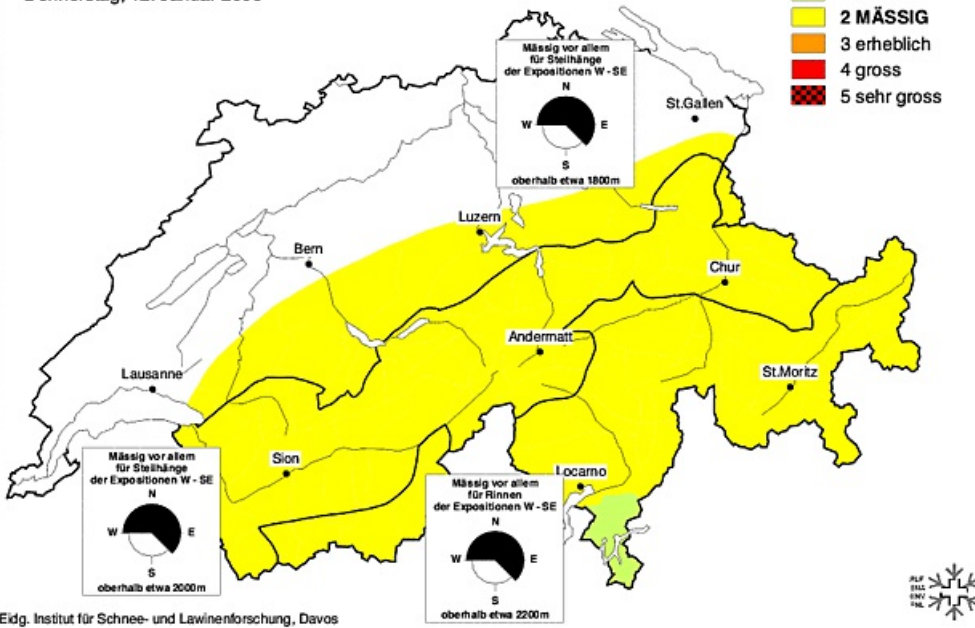 2 MÄSSIG
3 erheblich
4 gross
5 sehr gross
Mässig vor allem
für Steilhänge
der Expositionen W - SE
N
W
E
S
oberhalb etwa 1800m
St.Gallen
Luzern
Bern
Chur
Andermatt
Lausanne
St.Moritz
Sion
Locarno
Mässig vor allem
für Steilhänge
der Expositionen W - SE
N
W
E
S
oberhalb etwa 2000m
Mässig vor allem
für Rinnen
der Expositionen W - SE
N
W
E
S
oberhalb etwa 2200m
Eidg. Institut für Schnee- und Lawinenforschung, Davos